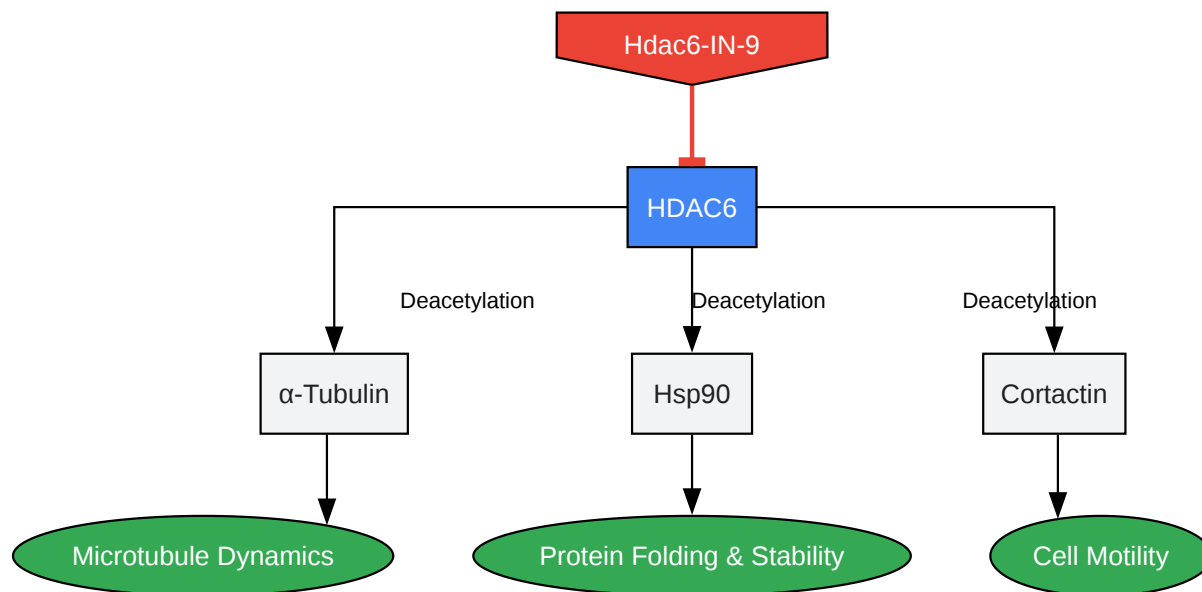 Hdac6-IN-9
HDAC6
Deacetylation
Deacetylation
Deacetylation
α-Tubulin
Hsp90
Cortactin
Microtubule Dynamics
Protein Folding & Stability
Cell Motility